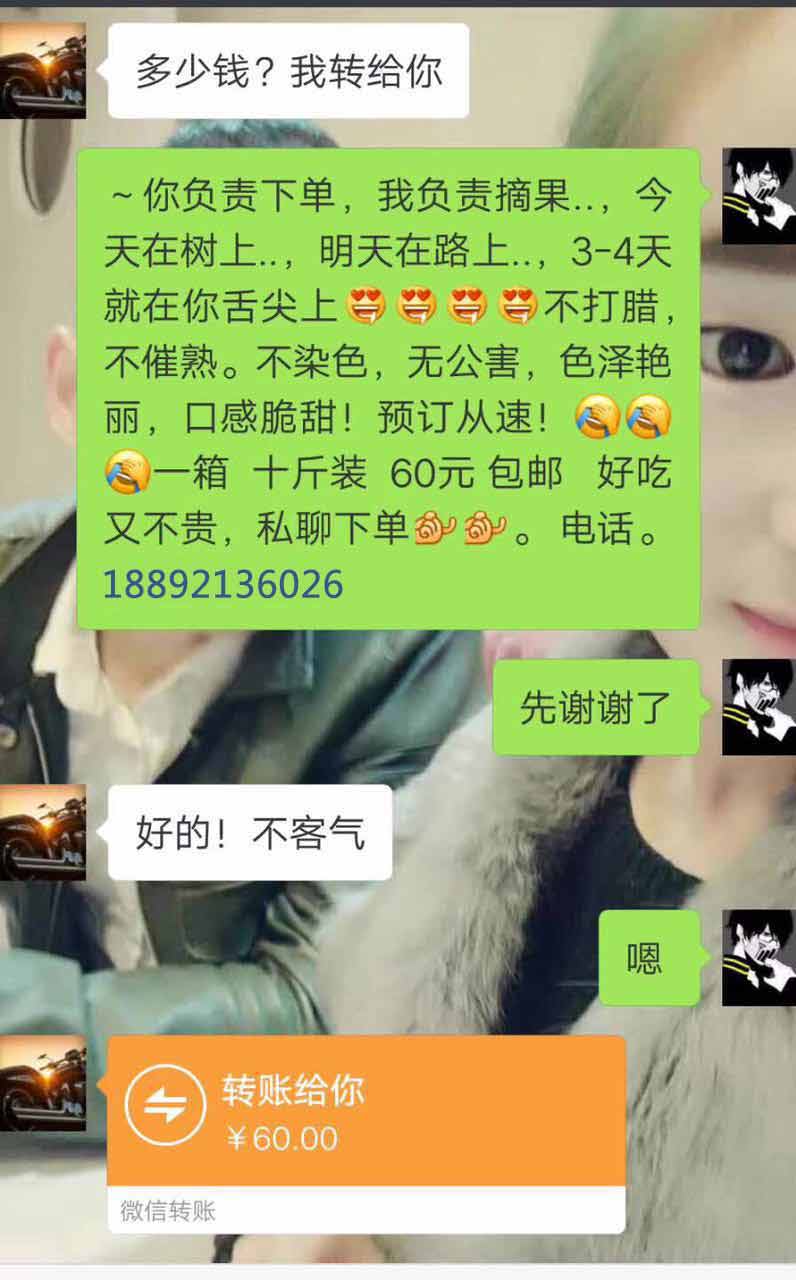 多少钱？我转给你
～你负责下单，我负责摘果..，今
天在树上..，明天在路上..，3-4天
就在你舌尖上😍😍😍😍不打腊，
不催熟。不染色，无公害，色泽艳
丽，口感脆甜！预订从速！🤦🤦
🤦一箱 十斤装 60元 包邮 好吃
又不贵，私聊下单🐚🐚。电话。
18892136026
先谢谢了
好的！不客气
嗯
转账给你
￥60.00
微信转账